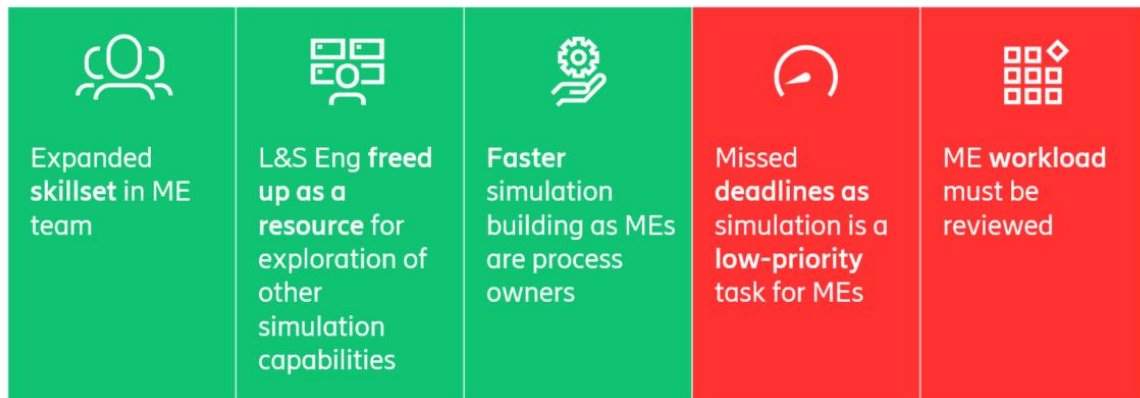 Expanded
skillset in ME
team
L&S Eng freed
up as a
resource for
exploration of
other
simulation
capabilities
Faster
simulation
building as MEs
are process
owners
Missed
deadlines as
simulation is a
low-priority
task for MEs
ME workload
must be
reviewed